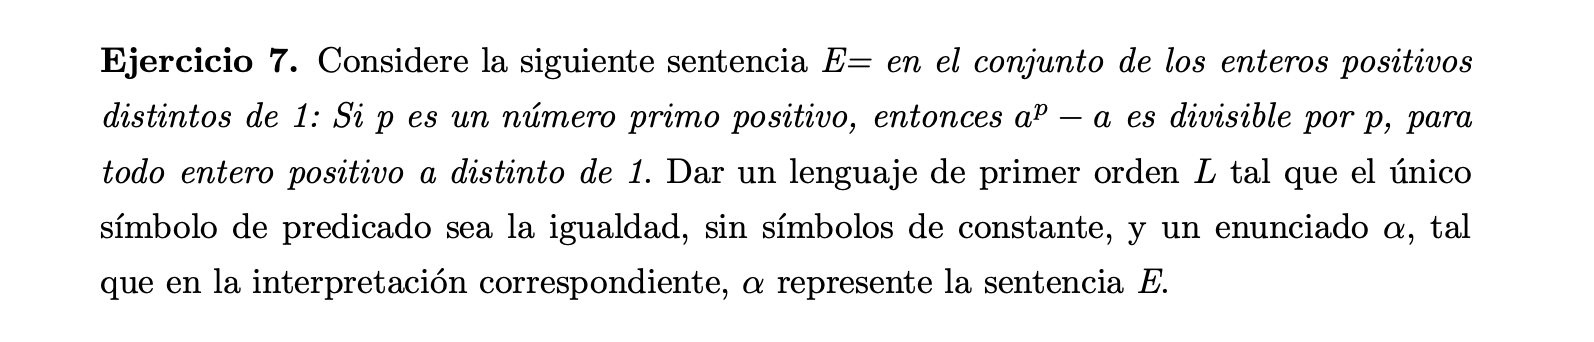 Ejercicio 7. Considere la siguiente sentencia E= en el conjunto de los enteros positivos
distintos de 1: Si p es un número primo positivo, entonces aᵖ − a es divisible por p, para
todo entero positivo a distinto de 1. Dar un lenguaje de primer orden L tal que el único
símbolo de predicado sea la igualdad, sin símbolos de constante, y un enunciado α, tal
que en la interpretación correspondiente, α represente la sentencia E.